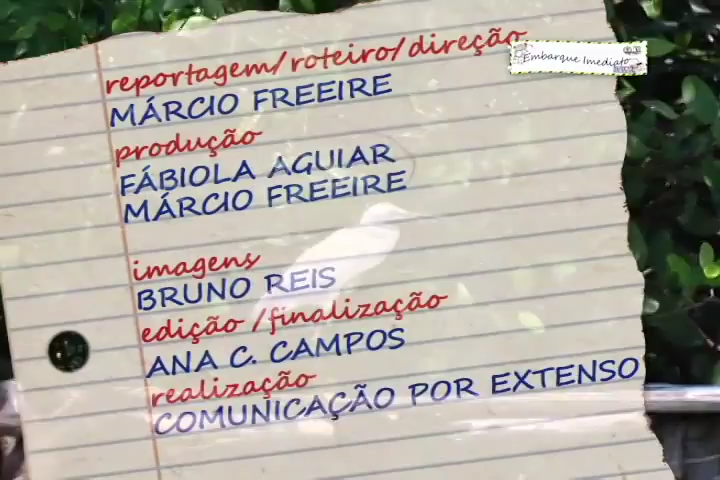 reportagem/roteiro/direção
Embarque Imediato
MÁRCIO FREEIRE
produção
FÁBIOLA AGUIAR
MÁRCIO FREEIRE
imagens
BRUNO REIS
edição /finalização
ANA C. CAMPOS
realização
COMUNICAÇÃO POR EXTENSO